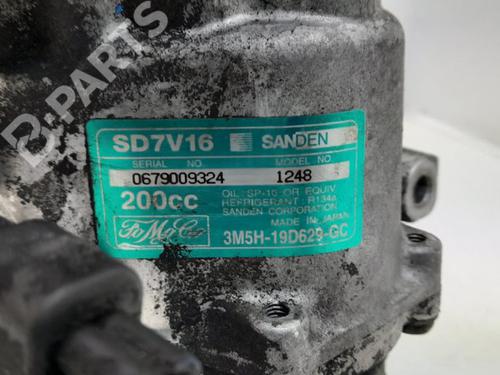 B-PARTS
SD7V16 SANDEN
SERIAL NO. MODEL NO.
0679009324 1248
200cc OIL : SP-10 OR EQUIV.
REFRIGERANT : R134a
SANDEN CORPORATION
MADE IN JAPAN
FoMoCo 3M5H-19D629-GC